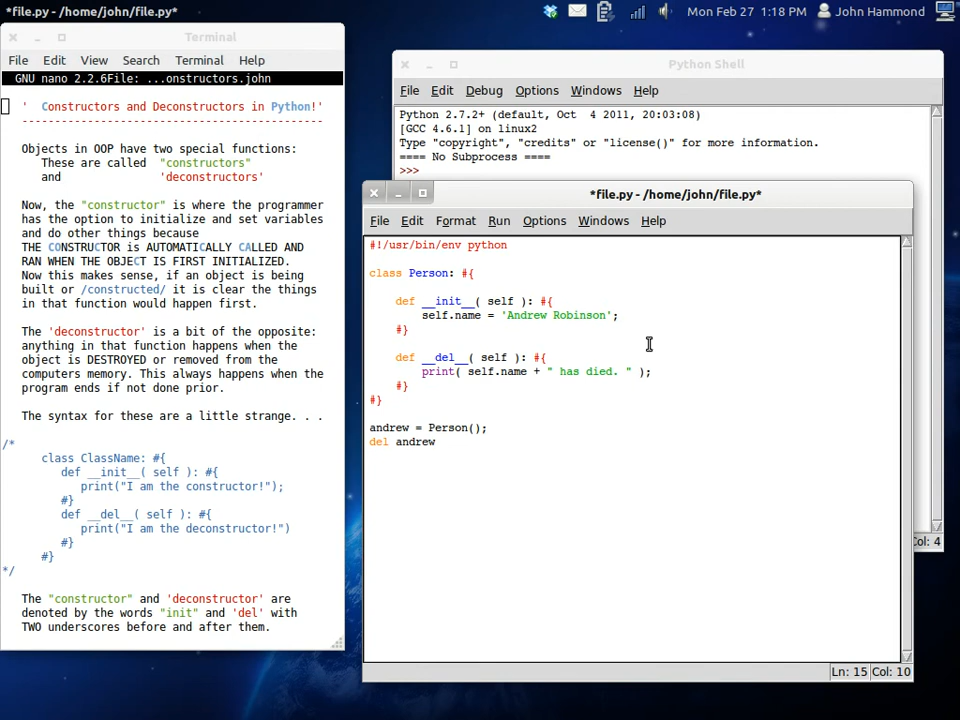 *file.py - /home/john/file.py*
Mon Feb 27 1:18 PM
John Hammond
Terminal
File Edit View Search Terminal Help
GNU nano 2.2.6File: ...onstructors.john
' Constructors and Deconstructors in Python!'
----------------------------------------------
Objects in OOP have two special functions:
These are called "constructors"
and 'deconstructors'
Now, the "constructor" is where the programmer
has the option to initialize and set variables
and do other things because
THE CONSTRUCTOR is AUTOMATICALLY CALLED AND
RAN WHEN THE OBJECT IS FIRST INITIALIZED.
Now this makes sense, if an object is being
built or /constructed/ it is clear the things
in that function would happen first.
The 'deconstructor' is a bit of the opposite:
anything in that function happens when the
object is DESTROYED or removed from the
computers memory. This always happens when the
program ends if not done prior.
The syntax for these are a little strange. . .
/*
class ClassName: #{
def __init__( self ): #{
print("I am the constructor!");
#}
def __del__( self ): #{
print("I am the deconstructor!")
#}
#}
*/
The "constructor" and 'deconstructor' are
denoted by the words "init" and 'del' with
TWO underscores before and after them.
Python Shell
File Edit Debug Options Windows Help
Python 2.7.2+ (default, Oct  4 2011, 20:03:08)
[GCC 4.6.1] on linux2
Type "copyright", "credits" or "license()" for more information.
==== No Subprocess ====
>>>
Col: 4
*file.py - /home/john/file.py*
File Edit Format Run Options Windows Help
#!/usr/bin/env python
class Person: #{
def __init__( self ): #{
self.name = 'Andrew Robinson';
#}
def __del__( self ): #{
print( self.name + " has died. " );
#}
#}
andrew = Person();
del andrew
Ln: 15 Col: 10